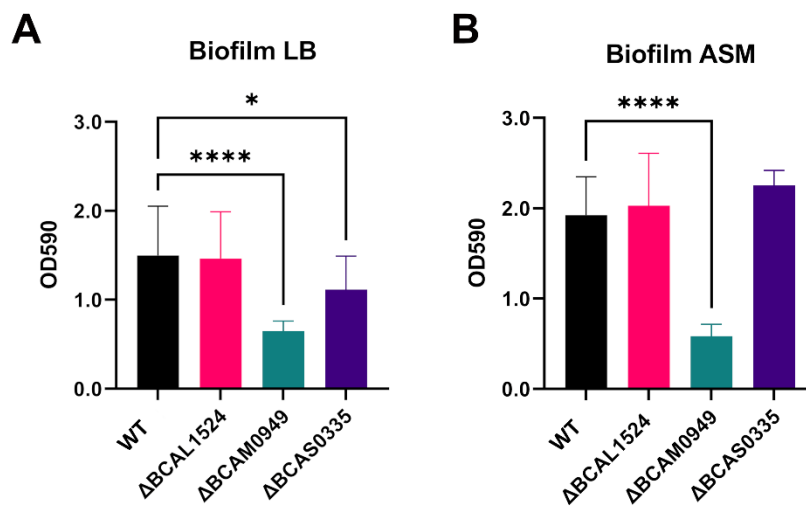 A
Biofilm LB
*
****
3.0
2.0
1.0
0.0
OD590
WT
ΔBCAL1524
ΔBCAM0949
ΔBCAS0335
B
Biofilm ASM
****
3.0
2.0
1.0
0.0
OD590
WT
ΔBCAL1524
ΔBCAM0949
ΔBCAS0335